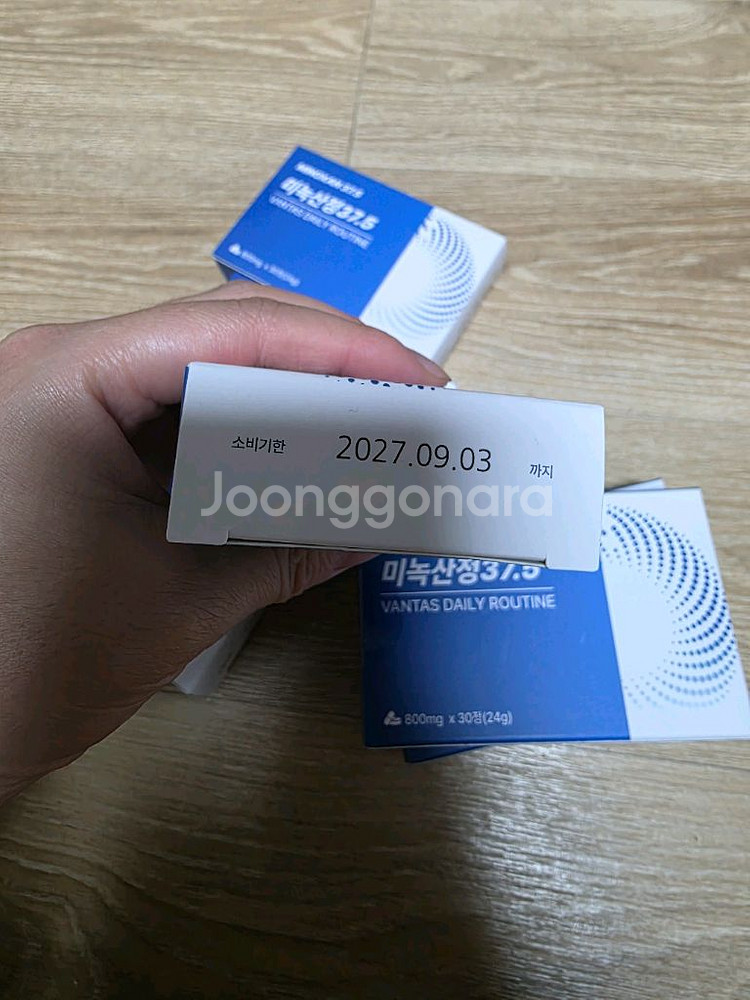 미녹산정37.5
VANTAS DAILY ROUTINE
소비기한 2027.09.03 까지
Joonggonara
미녹산정37.5
VANTAS DAILY ROUTINE
800mg x 30정(24g)